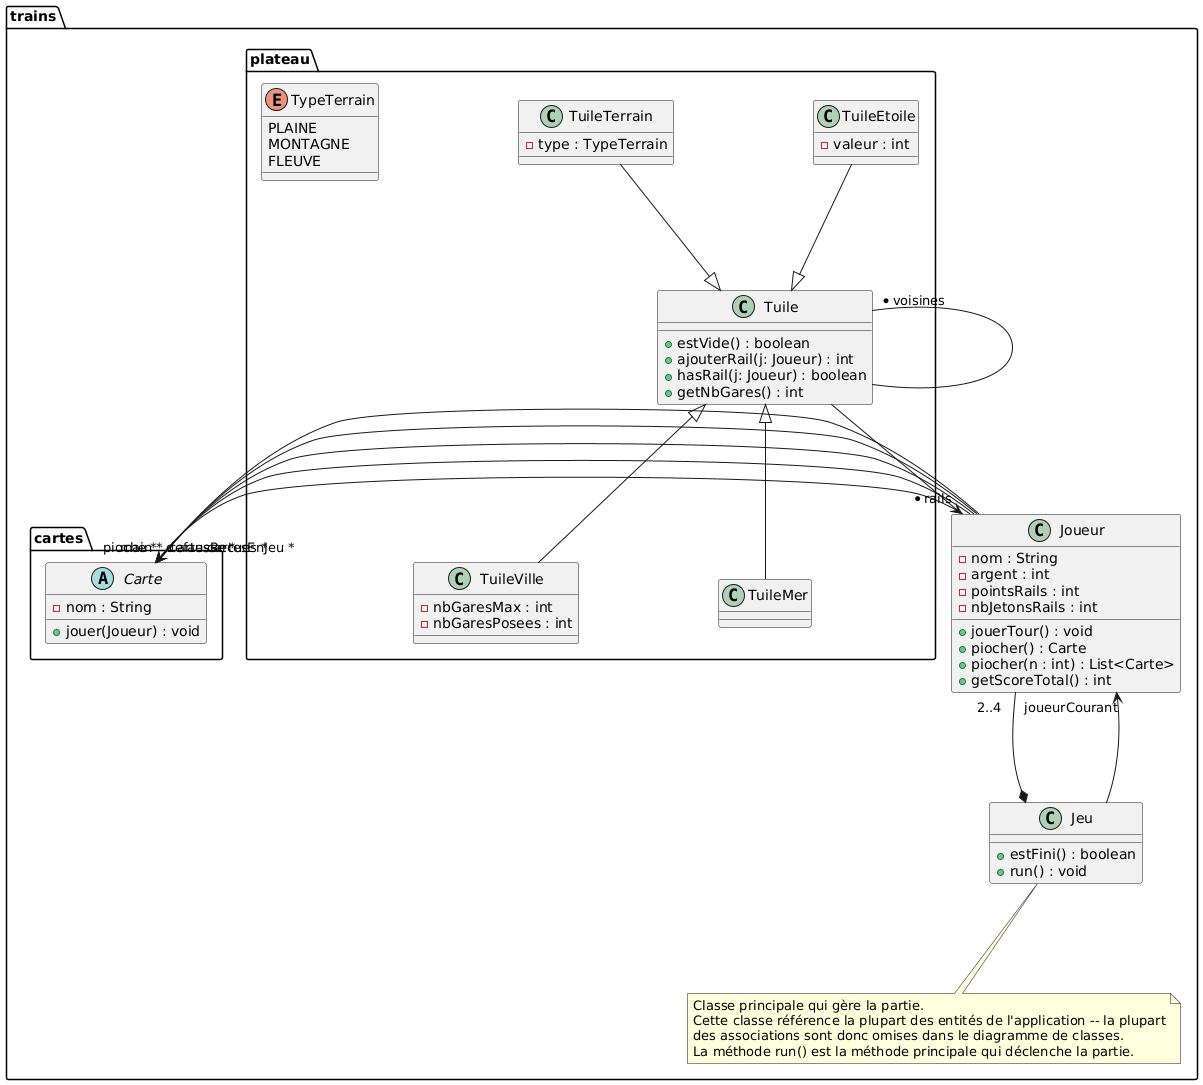 trains
plateau
E TypeTerrain
PLAINE
MONTAGNE
FLEUVE
C TuileTerrain
type : TypeTerrain
C TuileEtoile
valeur : int
C Tuile
estVide() : boolean
ajouterRail(j: Joueur) : int
hasRail(j: Joueur) : boolean
getNbGares() : int
* voisines
* rails
cartes
A Carte
nom : String
jouer(Joueur) : void
C TuileVille
nbGaresMax : int
nbGaresPosees : int
C TuileMer
C Joueur
nom : String
argent : int
pointsRails : int
nbJetonsRails : int
jouerTour() : void
piocher() : Carte
piocher(n : int) : List<Carte>
getScoreTotal() : int
2..4
joueurCourant
C Jeu
estFini() : boolean
run() : void
Classe principale qui gère la partie.
Cette classe référence la plupart des entités de l'application -- la plupart
des associations sont donc omises dans le diagramme de classes.
La méthode run() est la méthode principale qui déclenche la partie.